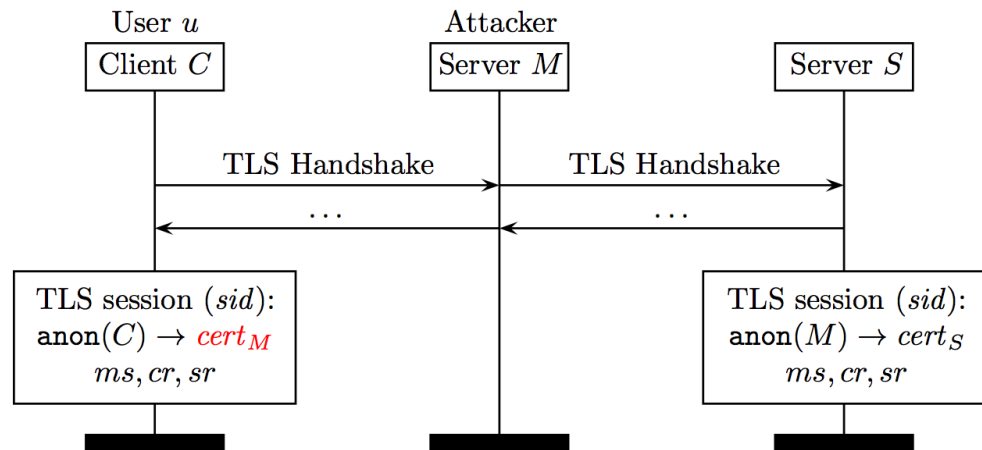 User u
Attacker
Client C
Server M
Server S
TLS Handshake
TLS Handshake
...
...
TLS session (sid):
anon(C) → cert_M
ms, cr, sr
TLS session (sid):
anon(M) → cert_S
ms, cr, sr